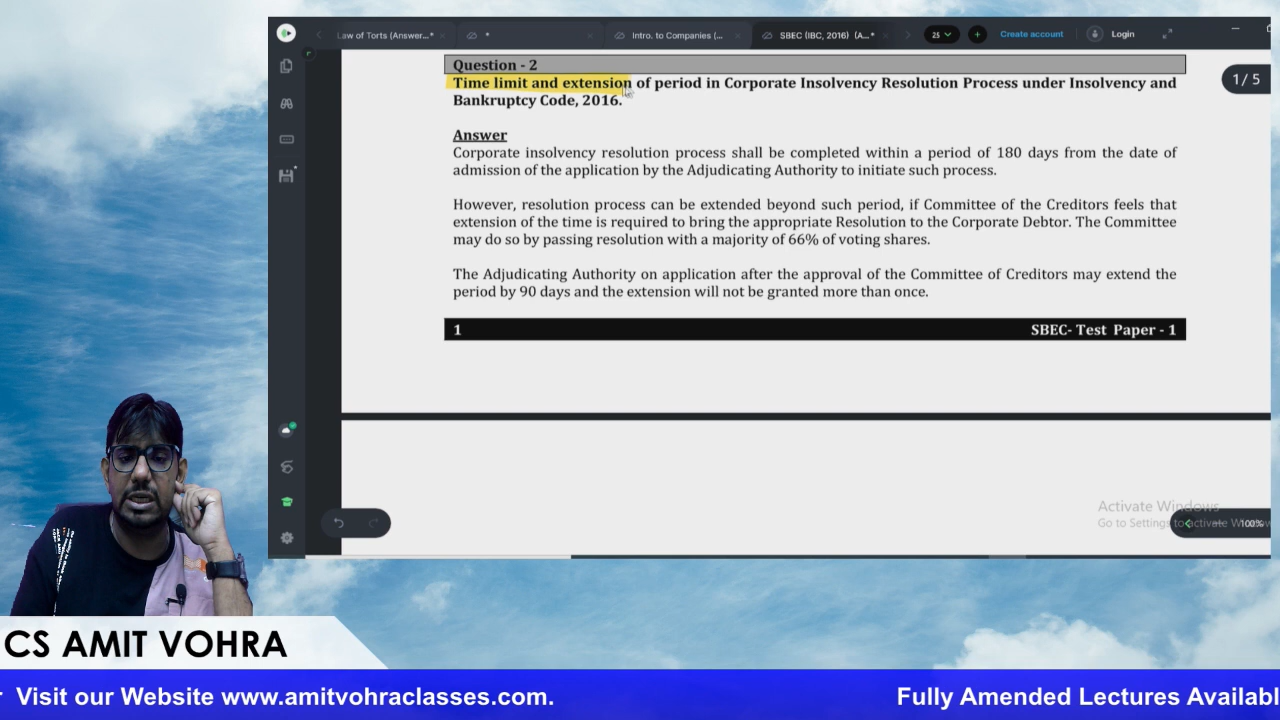 Law of Torts (Answer...*
*
Intro. to Companies (...
SBEC (IBC, 2016) (A...*
25
Create account
Login
Question - 2
1 / 5
Time limit and extension of period in Corporate Insolvency Resolution Process under Insolvency and
Bankruptcy Code, 2016.
Answer
Corporate insolvency resolution process shall be completed within a period of 180 days from the date of
admission of the application by the Adjudicating Authority to initiate such process.
However, resolution process can be extended beyond such period, if Committee of the Creditors feels that
extension of the time is required to bring the appropriate Resolution to the Corporate Debtor. The Committee
may do so by passing resolution with a majority of 66% of voting shares.
The Adjudicating Authority on application after the approval of the Committee of Creditors may extend the
period by 90 days and the extension will not be granted more than once.
1 SBEC- Test Paper - 1
Activate Windows
Go to Settings to activate Windows
100%
CS AMIT VOHRA
Visit our Website www.amitvohraclasses.com.
Fully Amended Lectures Availabl